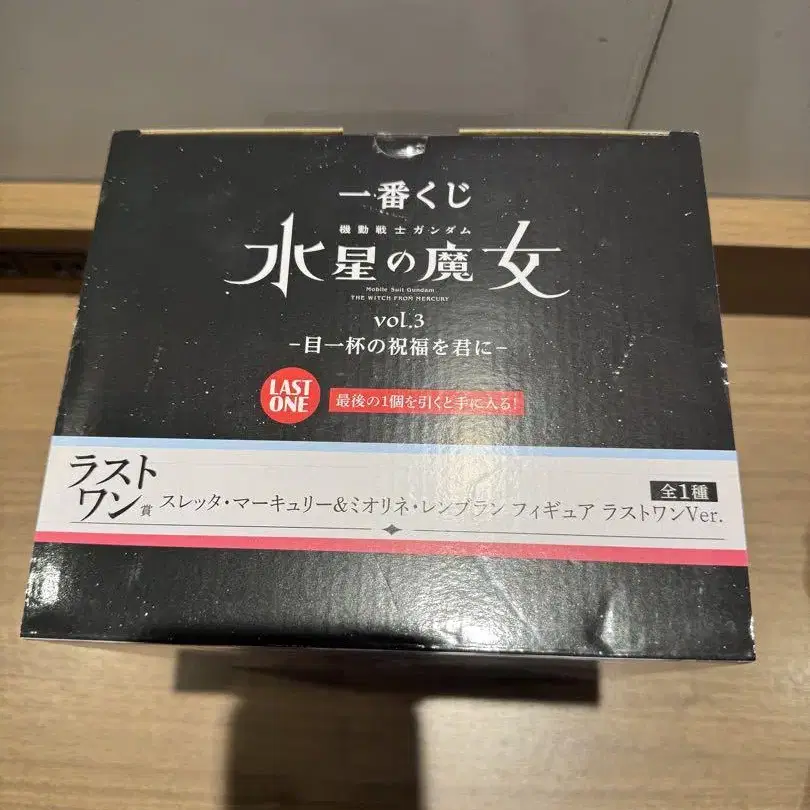 一番くじ
機動戦士ガンダム
水星の魔女
Mobile Suit Gundam
THE WITCH FROM MERCURY
vol.3
-目一杯の祝福を君に-
LAST
ONE
最後の1個を引くと手に入る!
ラスト
ワン賞
全1種
スレッタ・マーキュリー&ミオリネ・レンブラン フィギュア ラストワンVer.